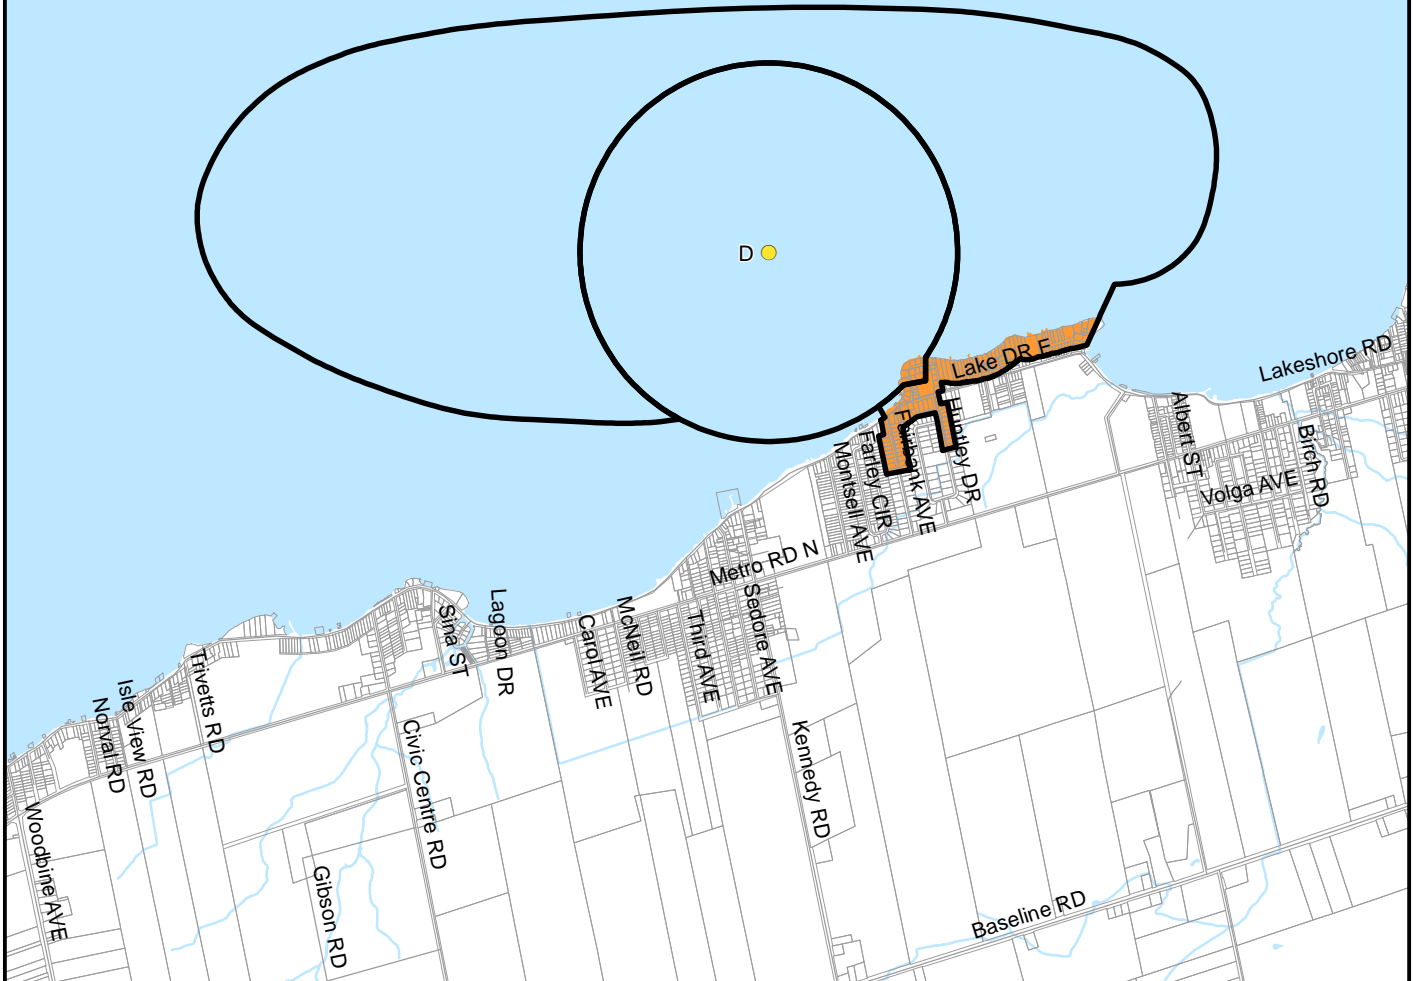 D
Lake DR E
Lakeshore RD
Albert ST
Huntley DR
Fairbank AVE
Farley CIR
Montsell AVE
Birch RD
Volga AVE
Metro RD N
Sedore AVE
Third AVE
McNeil RD
Carol AVE
Lagoon DR
Sina ST
Trivetts RD
Isle View RD
Norval RD
Civic Centre RD
Kennedy RD
Woodbine AVE
Gibson RD
Baseline RD